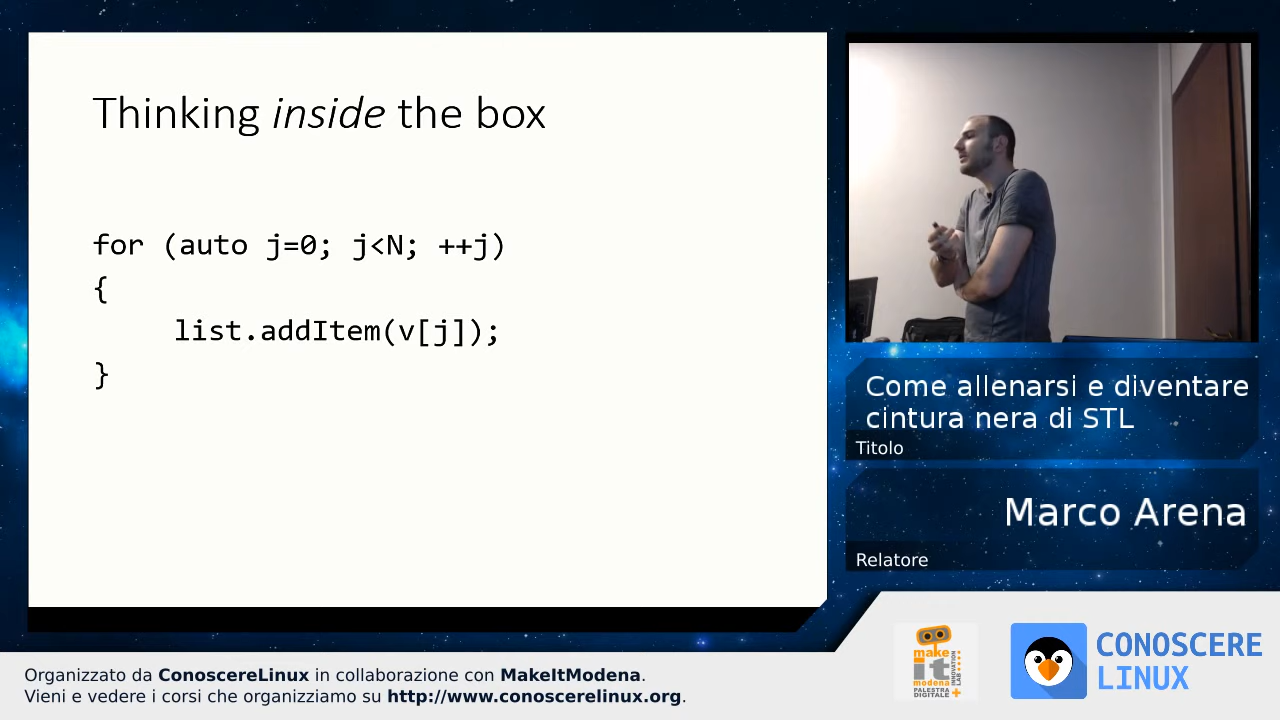 Thinking inside the box
for (auto j=0; j<N; ++j)
{
list.addItem(v[j]);
}
Come allenarsi e diventare
cintura nera di STL
Titolo
Marco Arena
Relatore
make
it
modena
PALESTRA
DIGITALE
INNOVATION
LAB
CONOSCERE
LINUX
Organizzato da ConoscereLinux in collaborazione con MakeItModena.
Vieni e vedere i corsi che organizziamo su http://www.conoscerelinux.org.